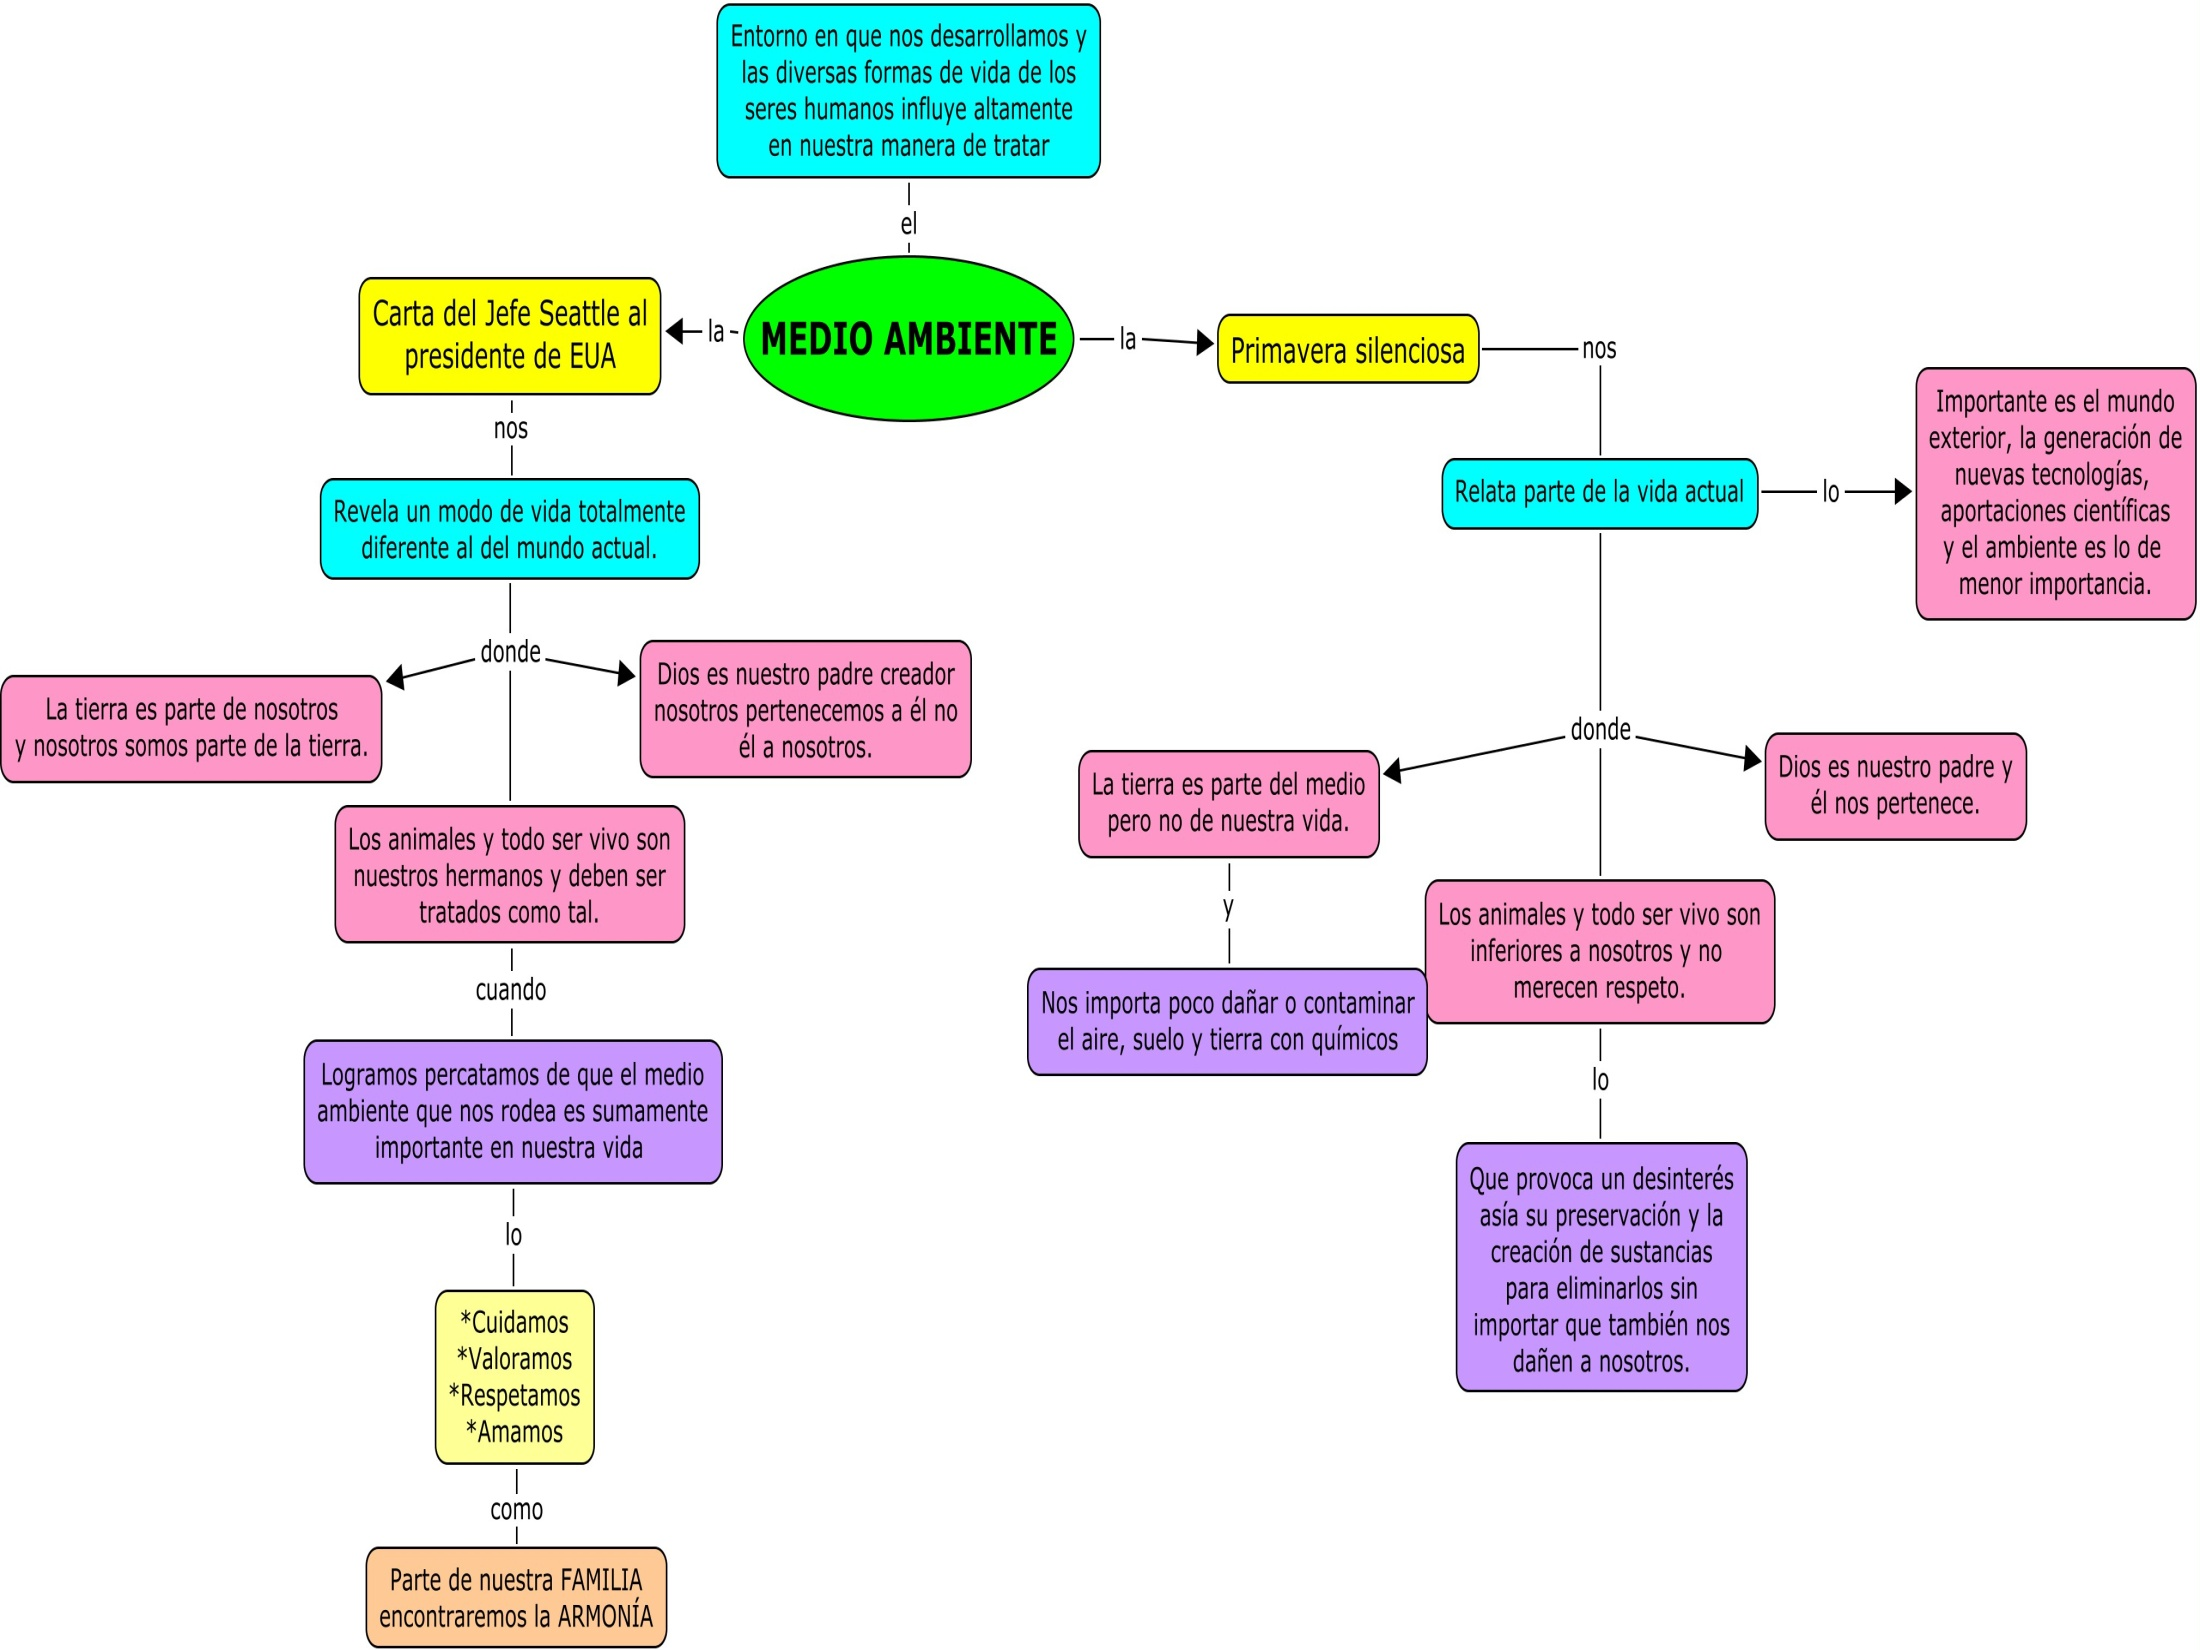 Entorno en que nos desarrollamos y
las diversas formas de vida de los
seres humanos influye altamente
en nuestra manera de tratar
el
MEDIO AMBIENTE
la
Carta del Jefe Seattle al
presidente de EUA
nos
Revela un modo de vida totalmente
diferente al del mundo actual.
donde
La tierra es parte de nosotros
y nosotros somos parte de la tierra.
Dios es nuestro padre creador
nosotros pertenecemos a él no
él a nosotros.
Los animales y todo ser vivo son
nuestros hermanos y deben ser
tratados como tal.
cuando
Logramos percatamos de que el medio
ambiente que nos rodea es sumamente
importante en nuestra vida
lo
*Cuidamos
*Valoramos
*Respetamos
*Amamos
como
Parte de nuestra FAMILIA
encontraremos la ARMONÍA
la
Primavera silenciosa
nos
Relata parte de la vida actual
lo
Importante es el mundo
exterior, la generación de
nuevas tecnologías,
aportaciones científicas
y el ambiente es lo de
menor importancia.
donde
La tierra es parte del medio
pero no de nuestra vida.
y
Nos importa poco dañar o contaminar
el aire, suelo y tierra con químicos
Dios es nuestro padre y
él nos pertenece.
Los animales y todo ser vivo son
inferiores a nosotros y no
merecen respeto.
lo
Que provoca un desinterés
asía su preservación y la
creación de sustancias
para eliminarlos sin
importar que también nos
dañen a nosotros.